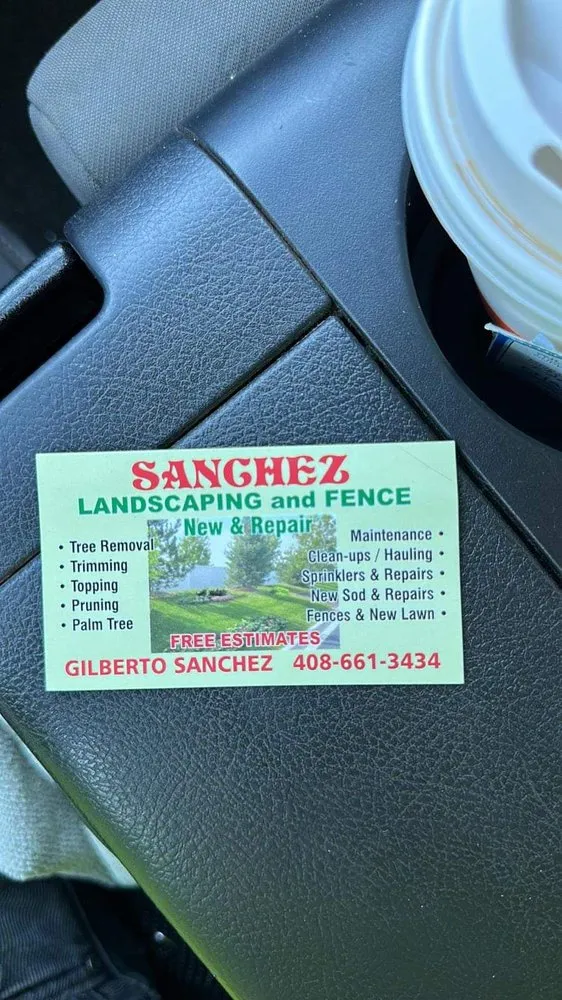 SANCHEZ
LANDSCAPING and FENCE
New & Repair
• Tree Removal
• Trimming
• Topping
• Pruning
• Palm Tree
Maintenance •
Clean-ups / Hauling •
Sprinklers & Repairs •
New Sod & Repairs •
Fences & New Lawn •
FREE ESTIMATES
GILBERTO SANCHEZ 408-661-3434